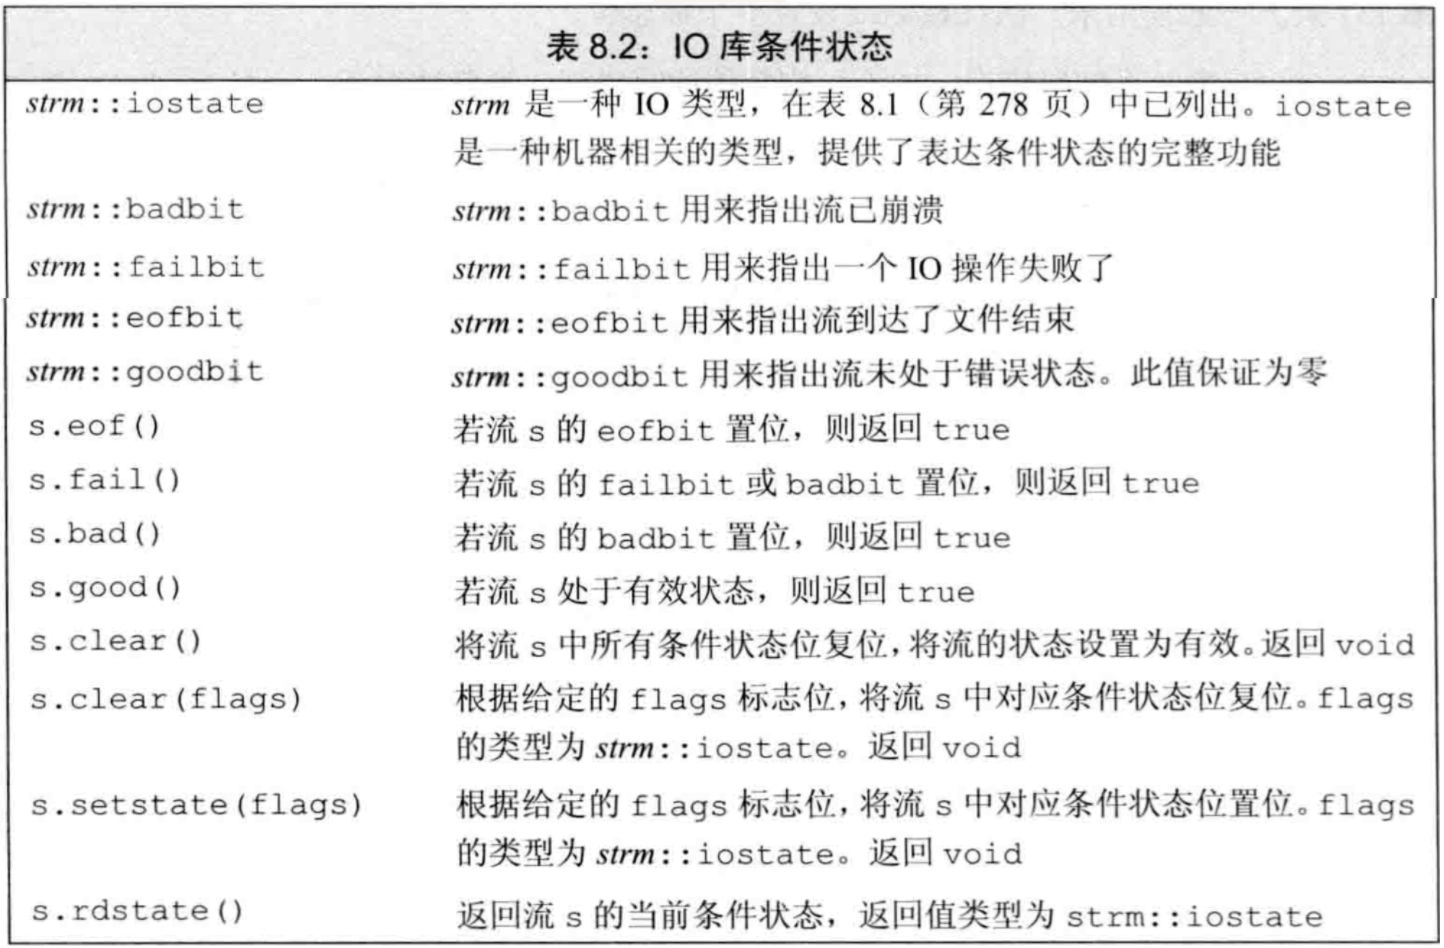 表 8.2：IO 库条件状态
strm::iostate strm 是一种 IO 类型，在表 8.1（第 278 页）中已列出。iostate
是一种机器相关的类型，提供了表达条件状态的完整功能
strm::badbit strm::badbit 用来指出流已崩溃
strm::failbit strm::failbit 用来指出一个 IO 操作失败了
strm::eofbit strm::eofbit 用来指出流到达了文件结束
strm::goodbit strm::goodbit 用来指出流未处于错误状态。此值保证为零
s.eof() 若流 s 的 eofbit 置位，则返回 true
s.fail() 若流 s 的 failbit 或 badbit 置位，则返回 true
s.bad() 若流 s 的 badbit 置位，则返回 true
s.good() 若流 s 处于有效状态，则返回 true
s.clear() 将流 s 中所有条件状态位复位，将流的状态设置为有效。返回 void
s.clear(flags) 根据给定的 flags 标志位，将流 s 中对应条件状态位复位。flags
的类型为 strm::iostate。返回 void
s.setstate(flags) 根据给定的 flags 标志位，将流 s 中对应条件状态位置位。flags
的类型为 strm::iostate。返回 void
s.rdstate() 返回流 s 的当前条件状态，返回值类型为 strm::iostate